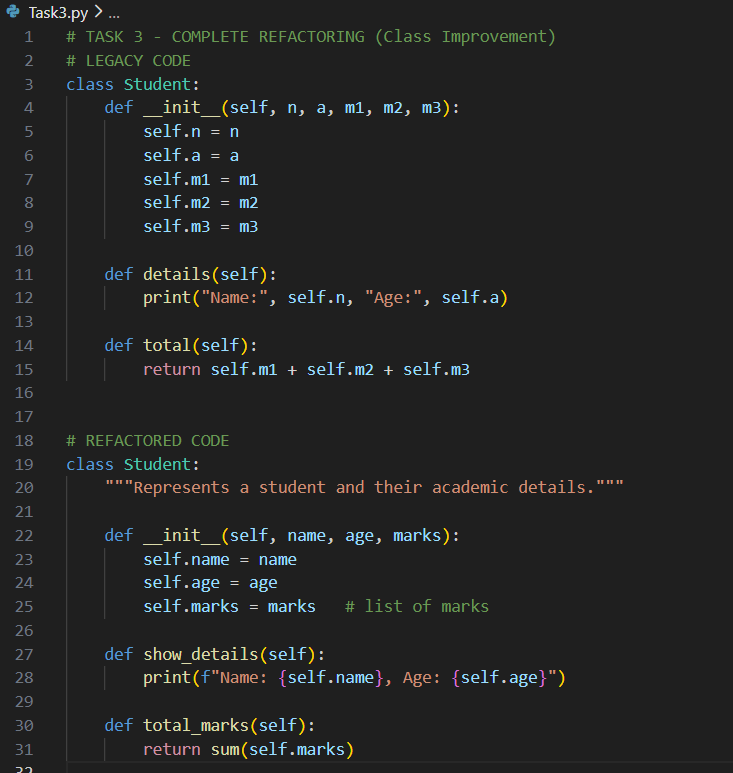 Task3.py > ...
1 # TASK 3 - COMPLETE REFACTORING (Class Improvement)
2 # LEGACY CODE
3 class Student:
4     def __init__(self, n, a, m1, m2, m3):
5         self.n = n
6         self.a = a
7         self.m1 = m1
8         self.m2 = m2
9         self.m3 = m3
10
11     def details(self):
12         print("Name:", self.n, "Age:", self.a)
13
14     def total(self):
15         return self.m1 + self.m2 + self.m3
16
17
18 # REFACTORED CODE
19 class Student:
20     """Represents a student and their academic details."""
21
22     def __init__(self, name, age, marks):
23         self.name = name
24         self.age = age
25         self.marks = marks   # list of marks
26
27     def show_details(self):
28         print(f"Name: {self.name}, Age: {self.age}")
29
30     def total_marks(self):
31         return sum(self.marks)
32